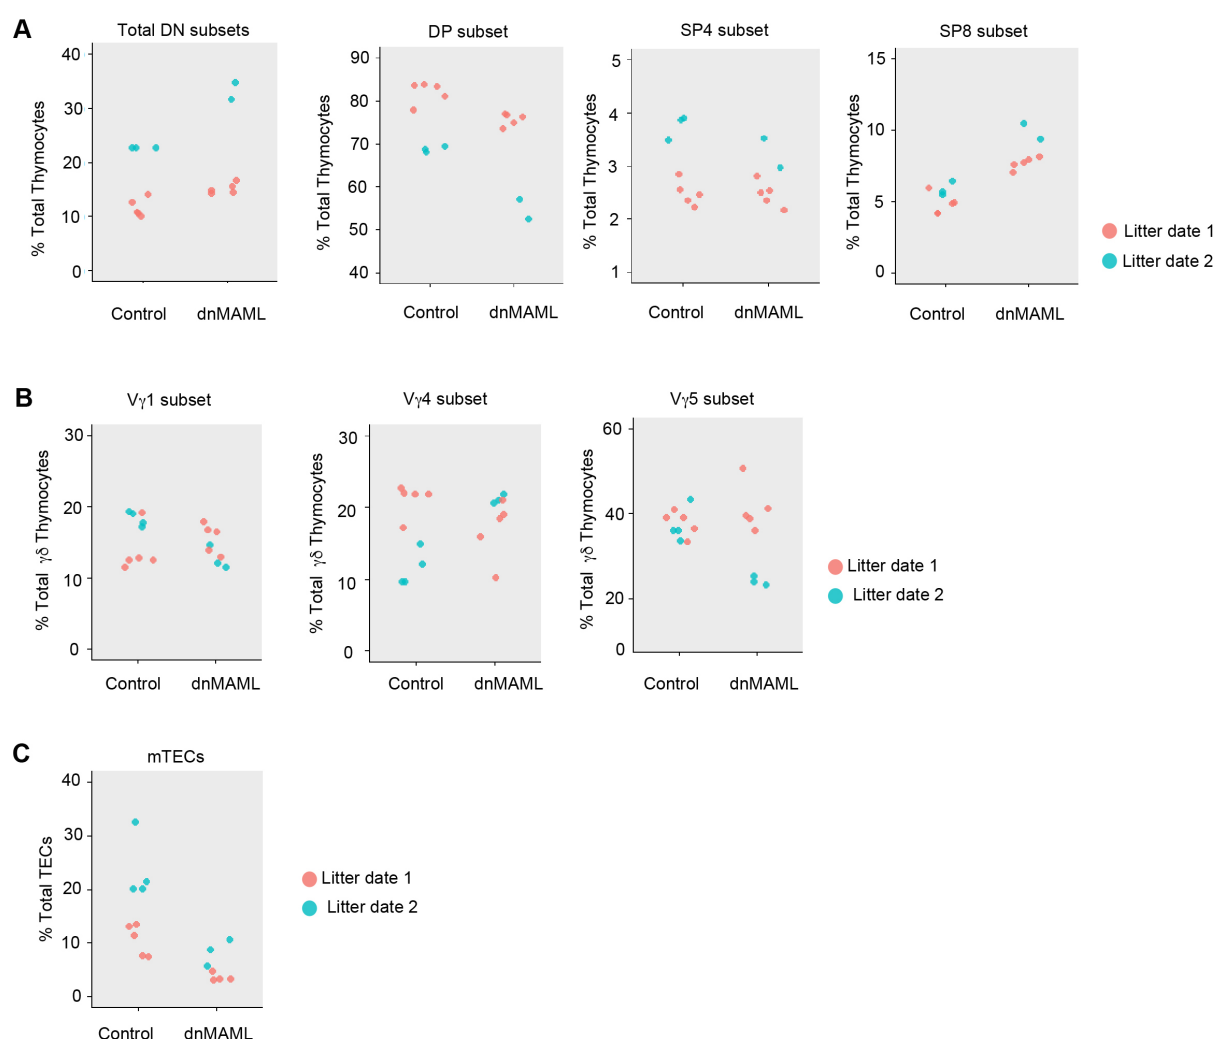 A
Total DN subsets
DP subset
SP4 subset
SP8 subset
% Total Thymocytes
40
30
20
10
0
Control
dnMAML
% Total Thymocytes
90
80
70
60
50
40
Control
dnMAML
% Total Thymocytes
5
4
3
2
1
Control
dnMAML
% Total Thymocytes
15
10
5
0
Control
dnMAML
Litter date 1
Litter date 2
B
Vγ1 subset
Vγ4 subset
Vγ5 subset
% Total γδ Thymocytes
30
20
10
0
Control
dnMAML
% Total γδ Thymocytes
30
20
10
0
Control
dnMAML
% Total γδ Thymocytes
60
40
20
0
Control
dnMAML
Litter date 1
Litter date 2
C
mTECs
% Total TECs
40
30
20
10
0
Control
dnMAML
Litter date 1
Litter date 2